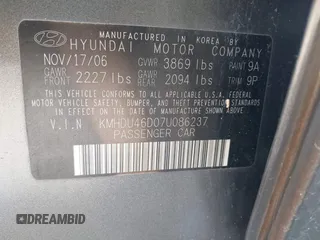 MANUFACTURED IN KOREA BY
HYUNDAI MOTOR COMPANY
NOV/17/06 GVWR 3869 lbs PAINT 9A
GAWR FRT 2227 lbs GAWR RR 2094 lbs TRIM 9P
THIS VEHICLE CONFORMS TO ALL APPLICABLE U.S.A. FEDERAL
MOTOR VEHICLE SAFETY, BUMPER, AND THEFT PREVENTION
STANDARDS IN EFFECT ON THE DATE OF MANUFACTURE
SHOWN ABOVE.
V.I.N KMHDU46D07U086237
PASSENGER CAR
DREAMBID